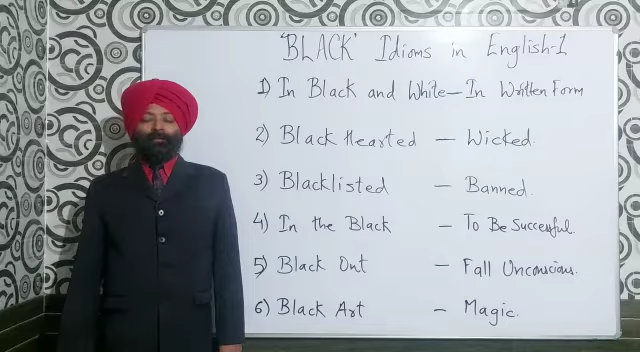 'BLACK' Idioms in English-1
1) In Black and White — In Written Form
2) Black Hearted — Wicked.
3) Blacklisted — Banned.
4) In the Black — To Be Successful.
5) Black Out — Fall Unconscious.
6) Black Art — Magic.